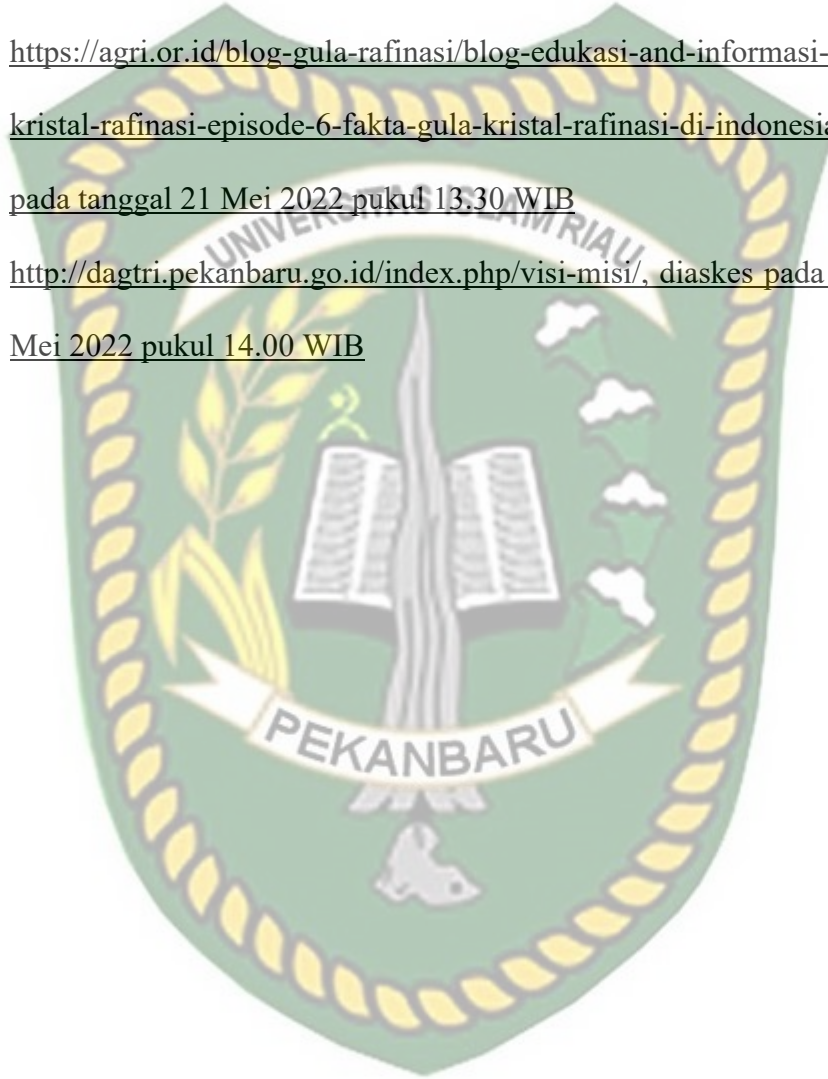 https://agri.or.id/blog-gula-rafinasi/blog-edukasi-and-informasi-
kristal-rafinasi-episode-6-fakta-gula-kristal-rafinasi-di-indonesia
pada tanggal 21 Mei 2022 pukul 13.30 WIB
UNIVERSITAS ISLAM RIAU
http://dagtri.pekanbaru.go.id/index.php/visi-misi/, diaskes pada
Mei 2022 pukul 14.00 WIB
PEKANBARU